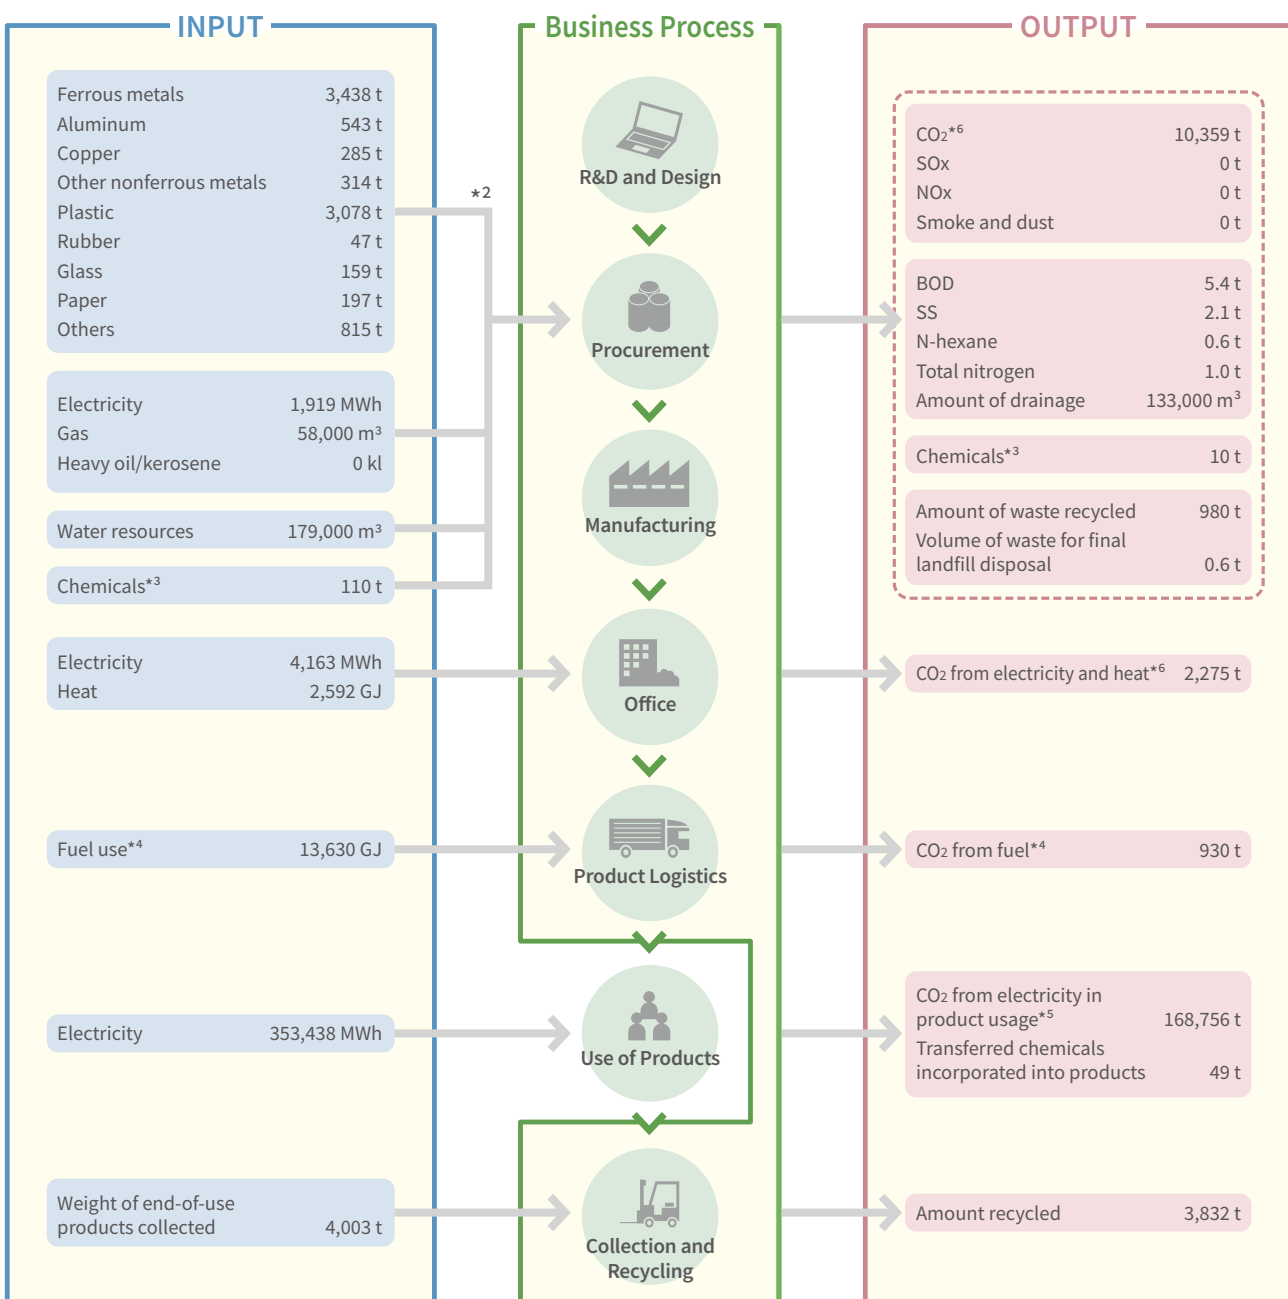 INPUT
Ferrous metals 3,438 t
Aluminum 543 t
Copper 285 t
Other nonferrous metals 314 t
Plastic 3,078 t
Rubber 47 t
Glass 159 t
Paper 197 t
Others 815 t
*2
Electricity 1,919 MWh
Gas 58,000 m³
Heavy oil/kerosene 0 kl
Water resources 179,000 m³
Chemicals*3 110 t
Electricity 4,163 MWh
Heat 2,592 GJ
Fuel use*4 13,630 GJ
Electricity 353,438 MWh
Weight of end-of-use
products collected 4,003 t
Business Process
R&D and Design
Procurement
Manufacturing
Office
Product Logistics
Use of Products
Collection and
Recycling
OUTPUT
CO2*6 10,359 t
SOx 0 t
NOx 0 t
Smoke and dust 0 t
BOD 5.4 t
SS 2.1 t
N-hexane 0.6 t
Total nitrogen 1.0 t
Amount of drainage 133,000 m³
Chemicals*3 10 t
Amount of waste recycled 980 t
Volume of waste for final
landfill disposal 0.6 t
CO2 from electricity and heat*6 2,275 t
CO2 from fuel*4 930 t
CO2 from electricity in
product usage*5 168,756 t
Transferred chemicals
incorporated into products 49 t
Amount recycled 3,832 t